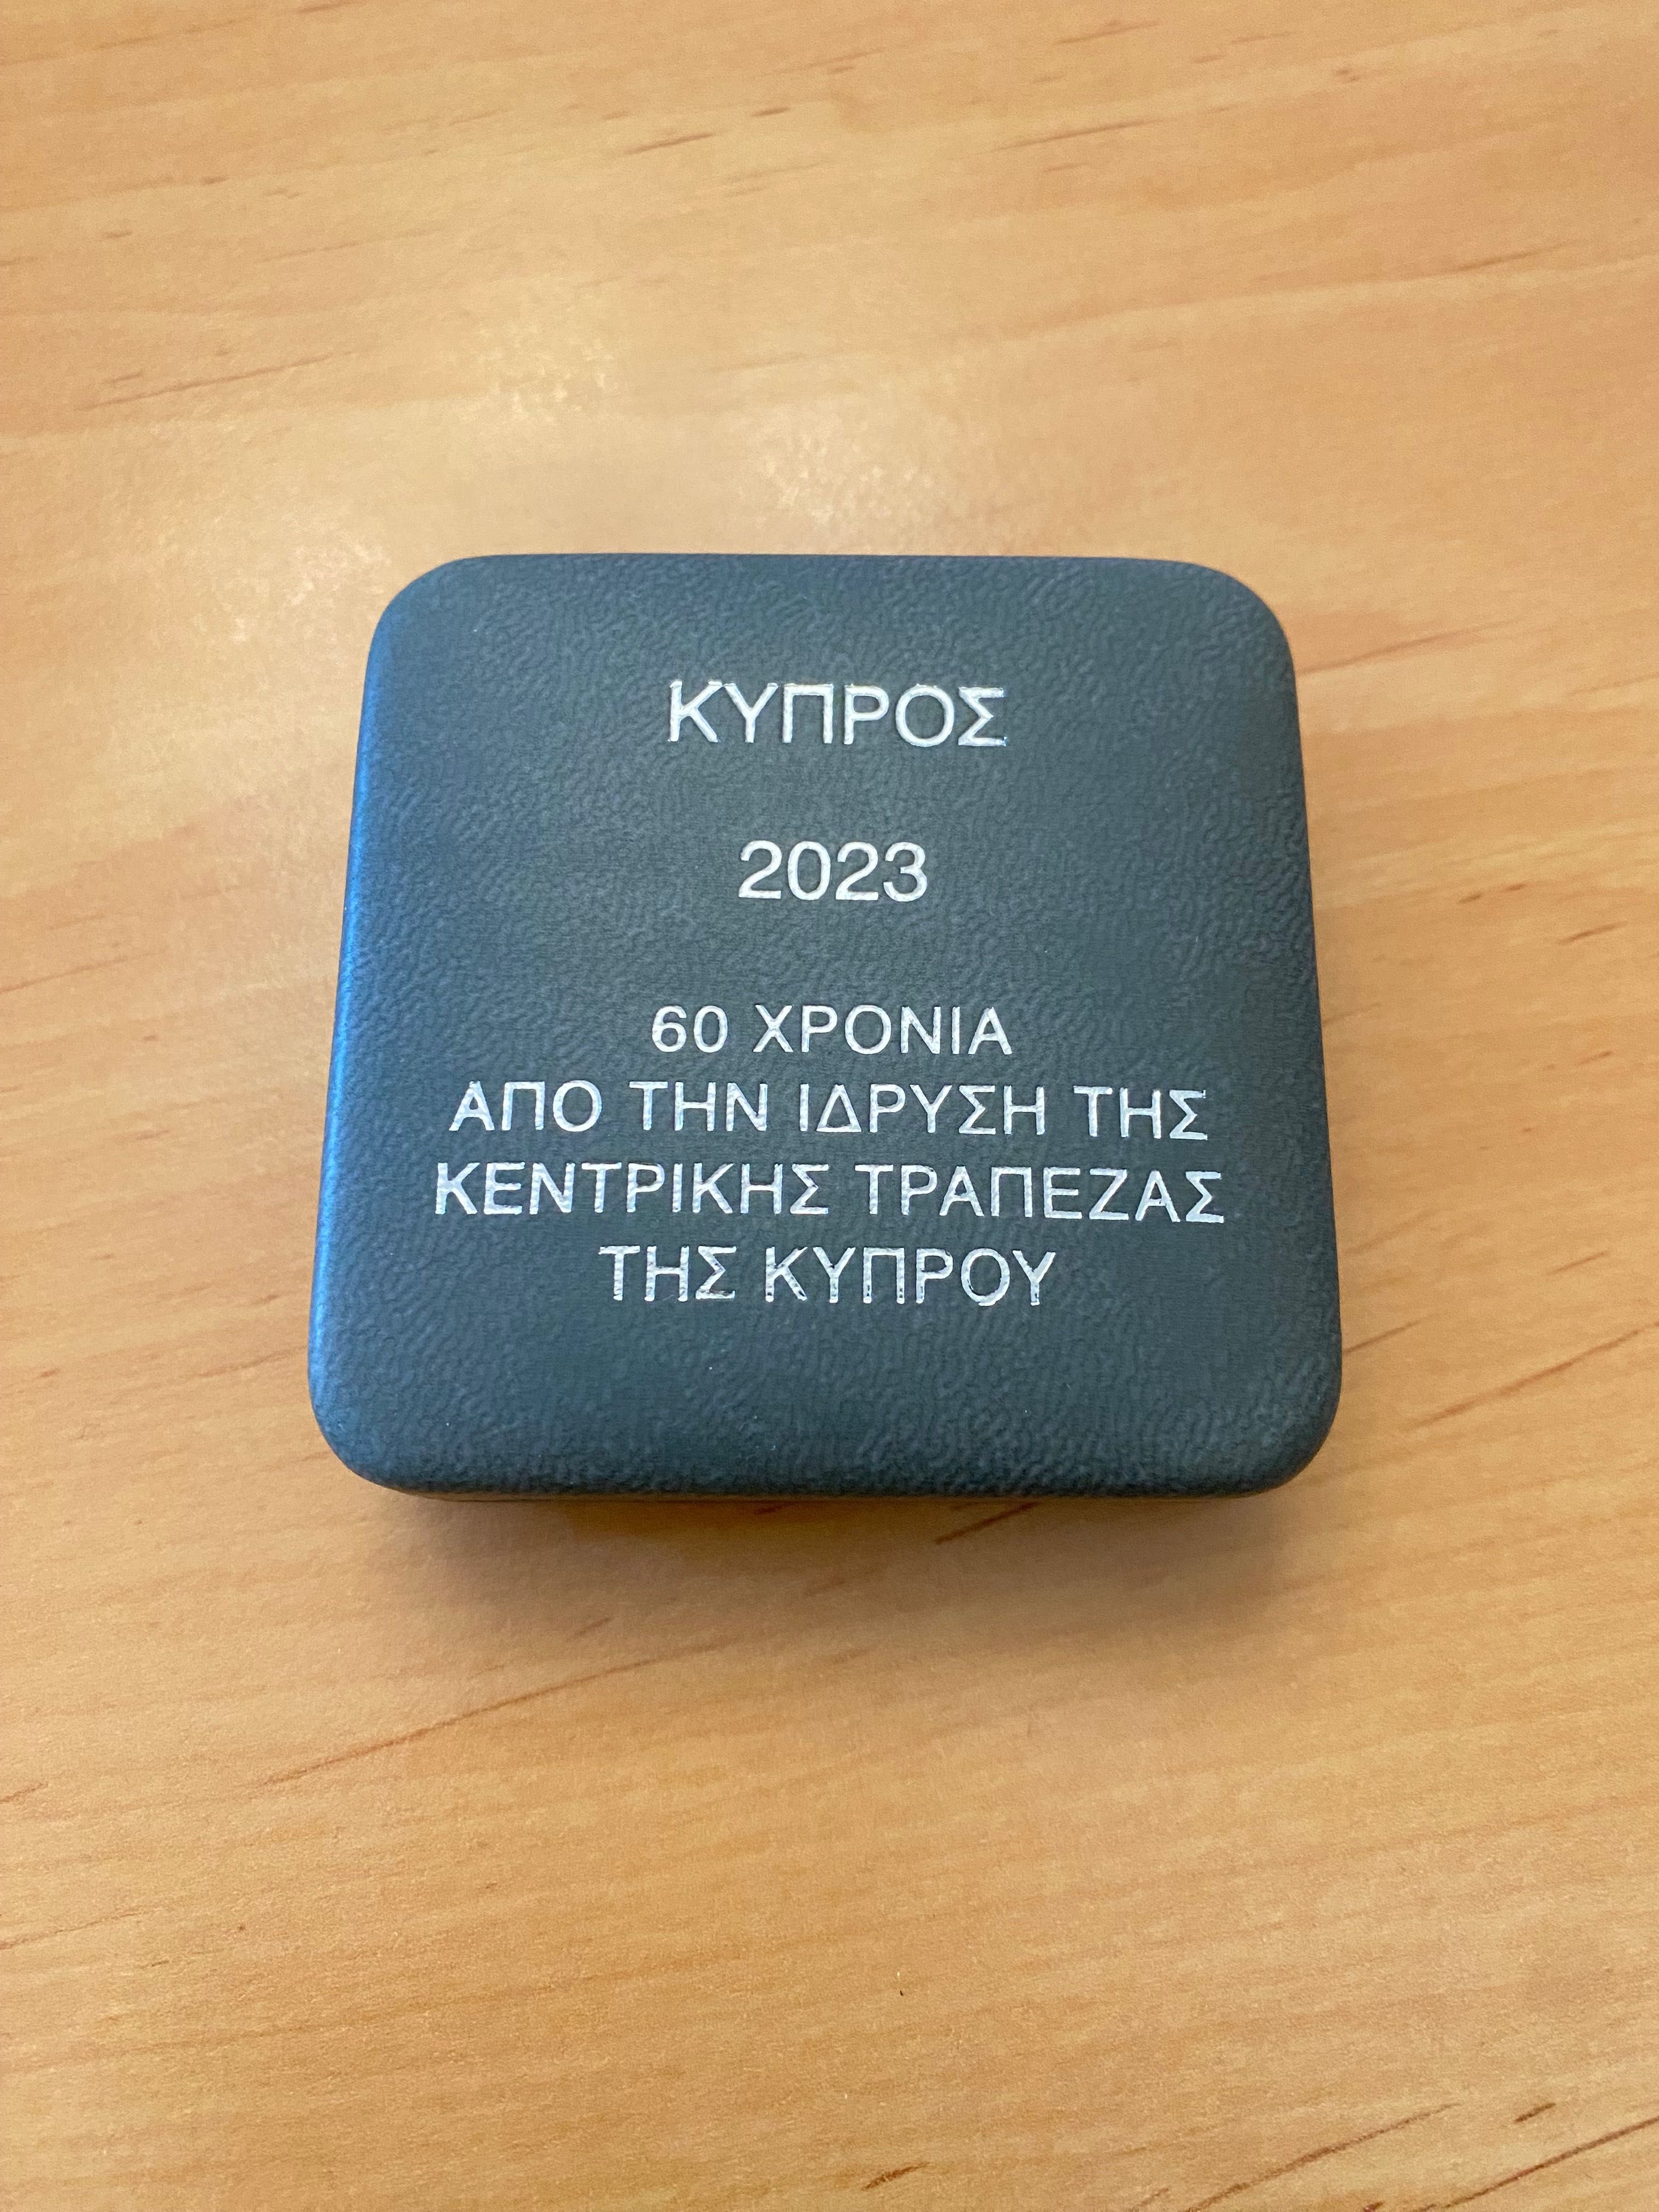 ΚΥΠΡΟΣ
2023
60 ΧΡΟΝΙΑ
ΑΠΟ ΤΗΝ ΙΔΡΥΣΗ ΤΗΣ
ΚΕΝΤΡΙΚΗΣ ΤΡΑΠΕΖΑΣ
ΤΗΣ ΚΥΠΡΟΥ